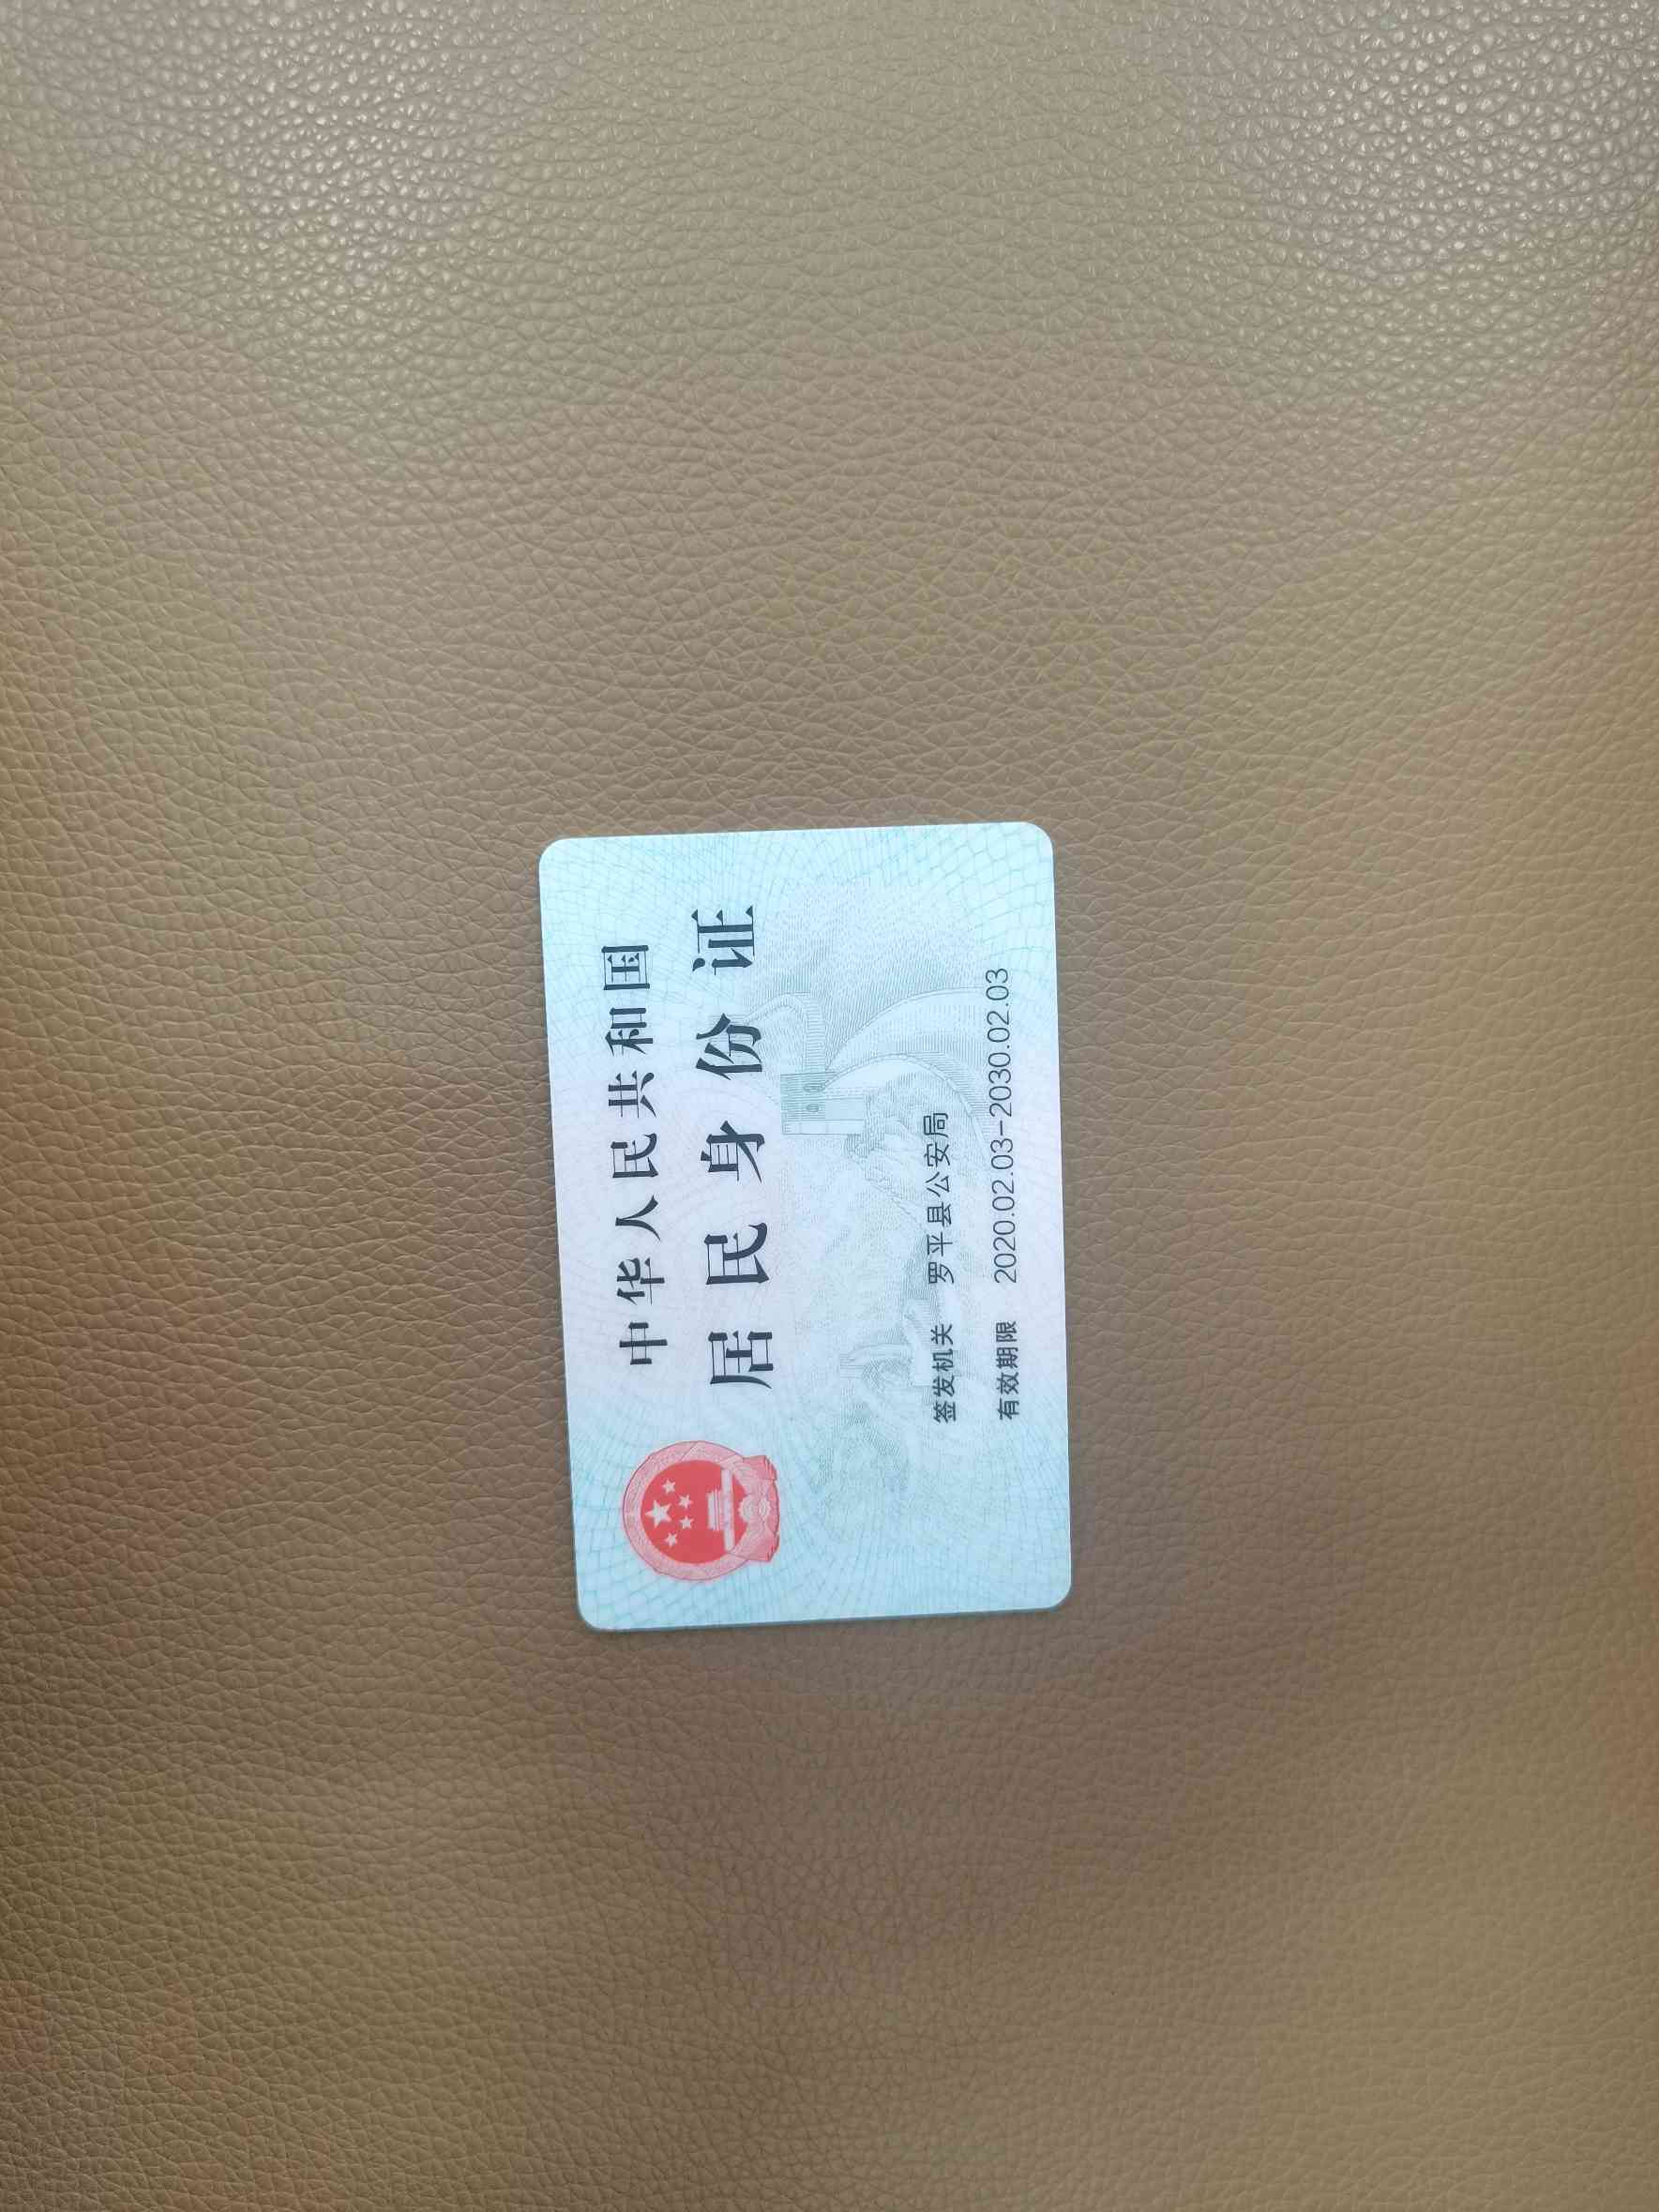 中华人民共和国
居民身份证
签发机关 罗平县公安局
有效期限 2020.02.03-2030.02.03